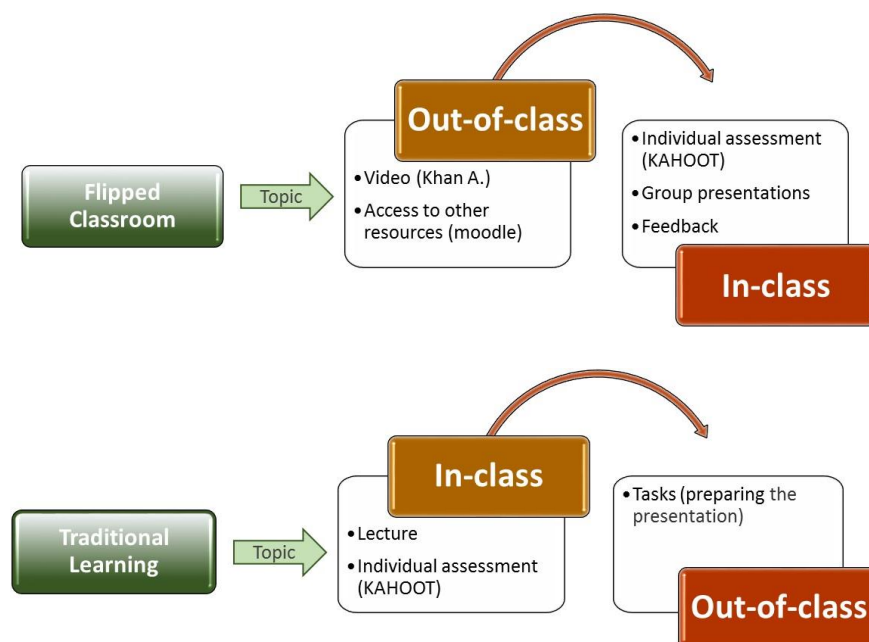 Flipped
Classroom
Topic
Out-of-class
• Video (Khan A.)
• Access to other
resources (moodle)
• Individual assessment
(KAHOOT)
• Group presentations
• Feedback
In-class
Traditional
Learning
Topic
In-class
• Lecture
• Individual assessment
(KAHOOT)
• Tasks (preparing the
presentation)
Out-of-class